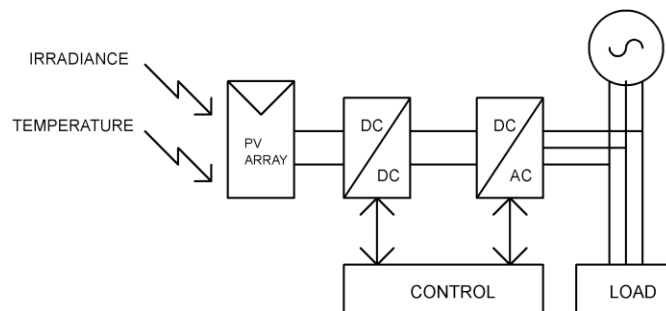 IRRADIANCE
TEMPERATURE
PV
ARRAY
DC
DC
DC
AC
CONTROL
LOAD